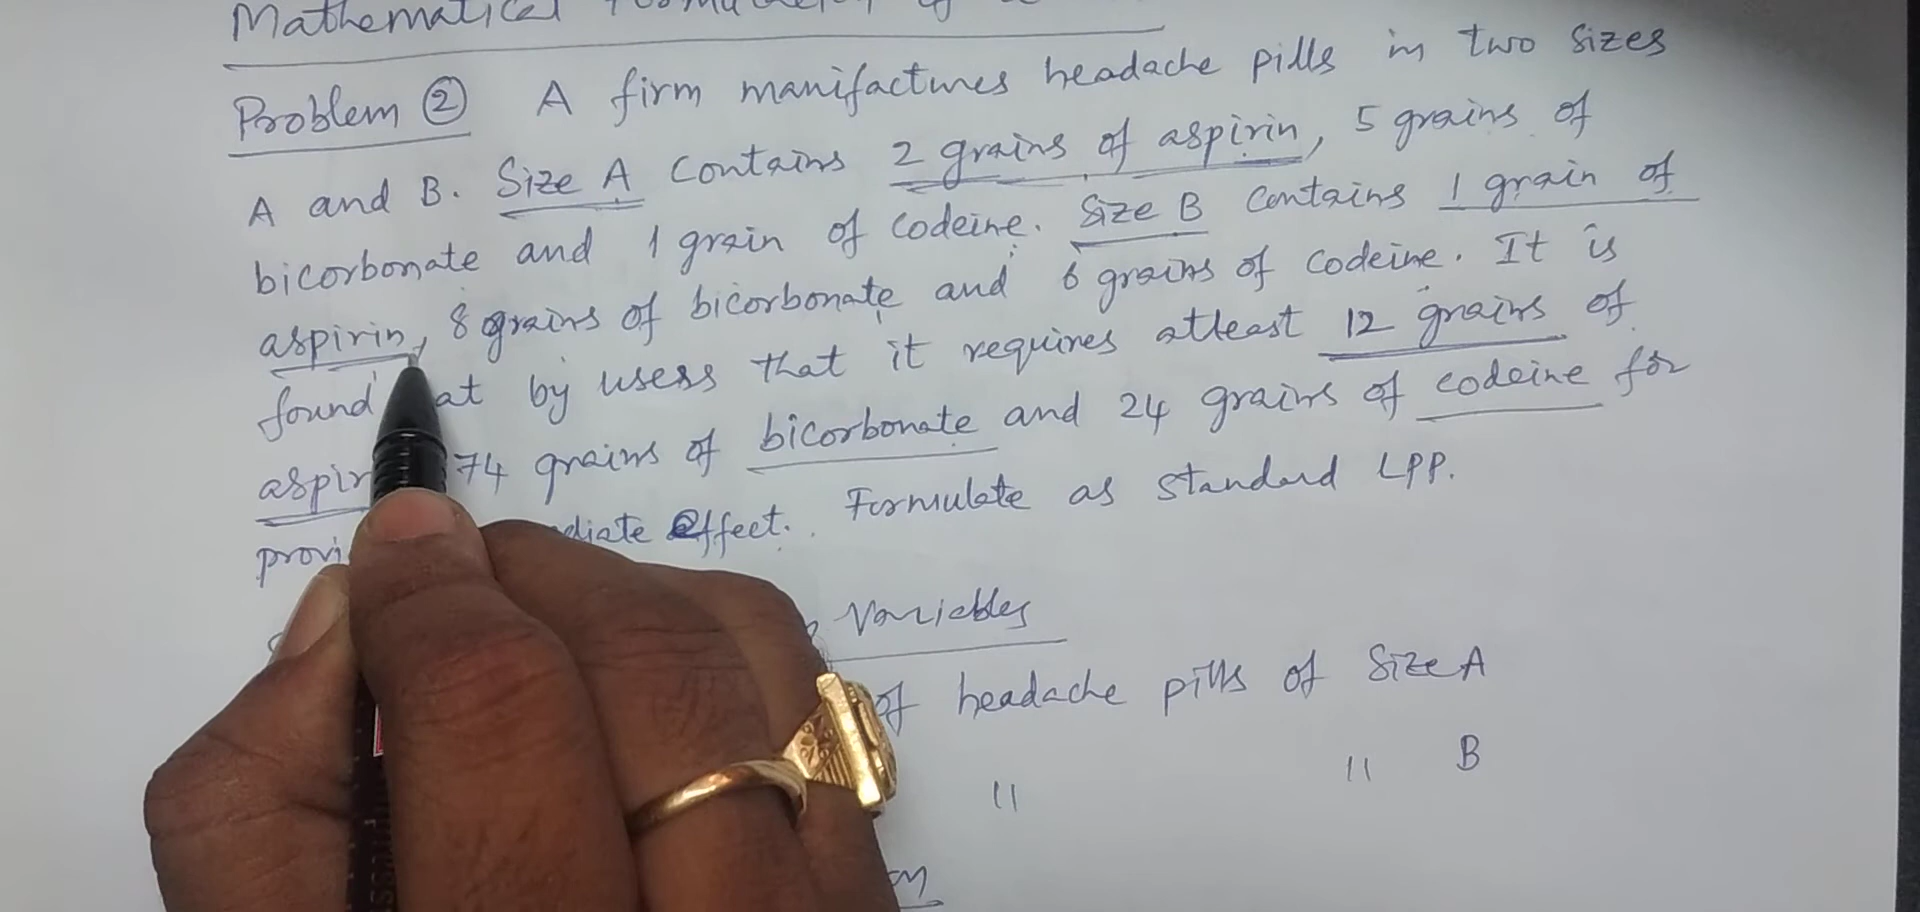 Mathematical
Problem ② A firm manifactures headache pills in two sizes
A and B. Size A contains 2 grains of aspirin, 5 grains of
bicorbonate and 1 grain of codeine. Size B contains 1 grain of
aspirin, 8 grains of bicorbonate and 6 grains of codeine. It is
found at by usess that it requires atleast 12 grains of
aspir 74 grains of bicorbonate and 24 grains of codeine for
provi diate effect. Formulate as standard LPP.
Variables
of headache pills of Size A
" " B